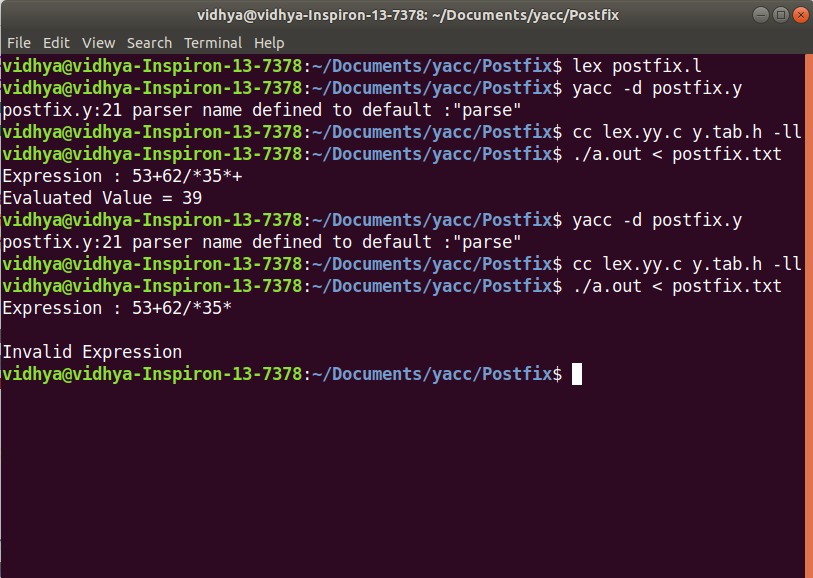 vidhya@vidhya-Inspiron-13-7378: ~/Documents/yacc/Postfix
File Edit View Search Terminal Help
vidhya@vidhya-Inspiron-13-7378:~/Documents/yacc/Postfix$ lex postfix.l
vidhya@vidhya-Inspiron-13-7378:~/Documents/yacc/Postfix$ yacc -d postfix.y
postfix.y:21 parser name defined to default :"parse"
vidhya@vidhya-Inspiron-13-7378:~/Documents/yacc/Postfix$ cc lex.yy.c y.tab.h -ll
vidhya@vidhya-Inspiron-13-7378:~/Documents/yacc/Postfix$ ./a.out < postfix.txt
Expression : 53+62/*35*+
Evaluated Value = 39
vidhya@vidhya-Inspiron-13-7378:~/Documents/yacc/Postfix$ yacc -d postfix.y
postfix.y:21 parser name defined to default :"parse"
vidhya@vidhya-Inspiron-13-7378:~/Documents/yacc/Postfix$ cc lex.yy.c y.tab.h -ll
vidhya@vidhya-Inspiron-13-7378:~/Documents/yacc/Postfix$ ./a.out < postfix.txt
Expression : 53+62/*35*
Invalid Expression
vidhya@vidhya-Inspiron-13-7378:~/Documents/yacc/Postfix$